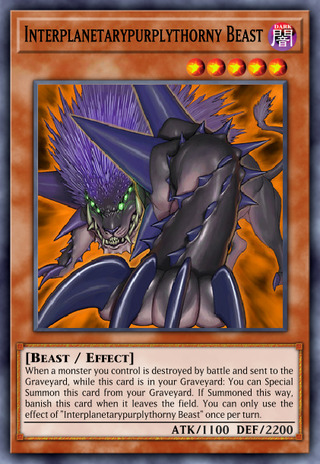 Interplanetarypurplythorny Beast
DARK
闇
[Beast / Effect]
When a monster you control is destroyed by battle and sent to the
Graveyard, while this card is in your Graveyard: You can Special
Summon this card from your Graveyard. If Summoned this way,
banish this card when it leaves the field. You can only use the
effect of "Interplanetarypurplythorny Beast" once per turn.
ATK/1100 DEF/2200